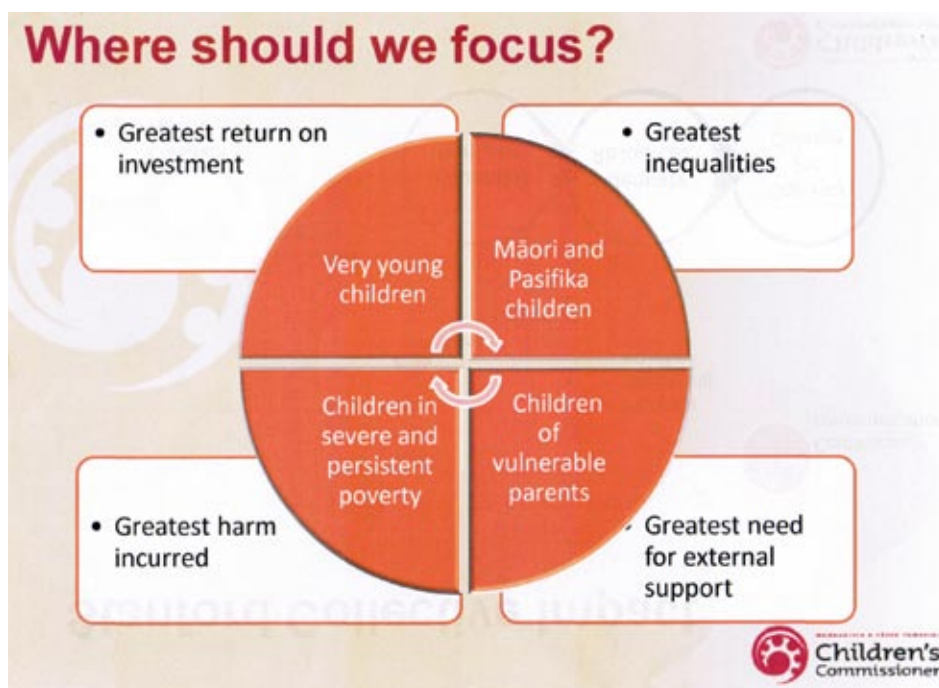 Where should we focus?
• Greatest return on
investment
• Greatest
inequalities
Very young
children
Māori and
Pasifika
children
Children in
severe and
persistent
poverty
Children
of
vulnerable
parents
• Greatest harm
incurred
• Greatest need
for external
support
Children's
Commissioner